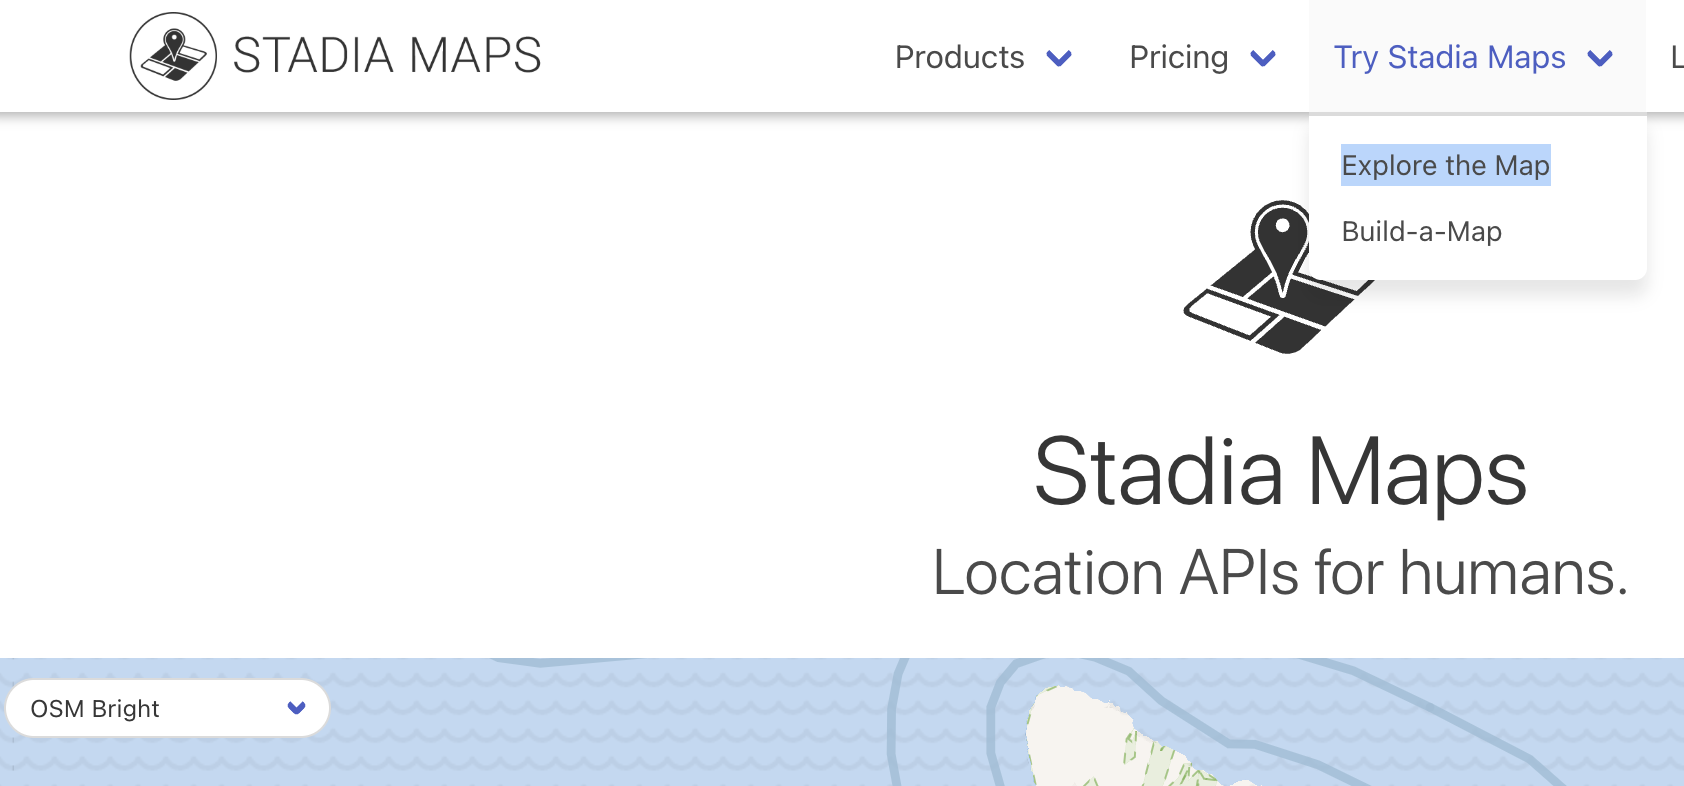 STADIA MAPS
Products
Pricing
Try Stadia Maps
L
Explore the Map
Build-a-Map
Stadia Maps
Location APIs for humans.
OSM Bright